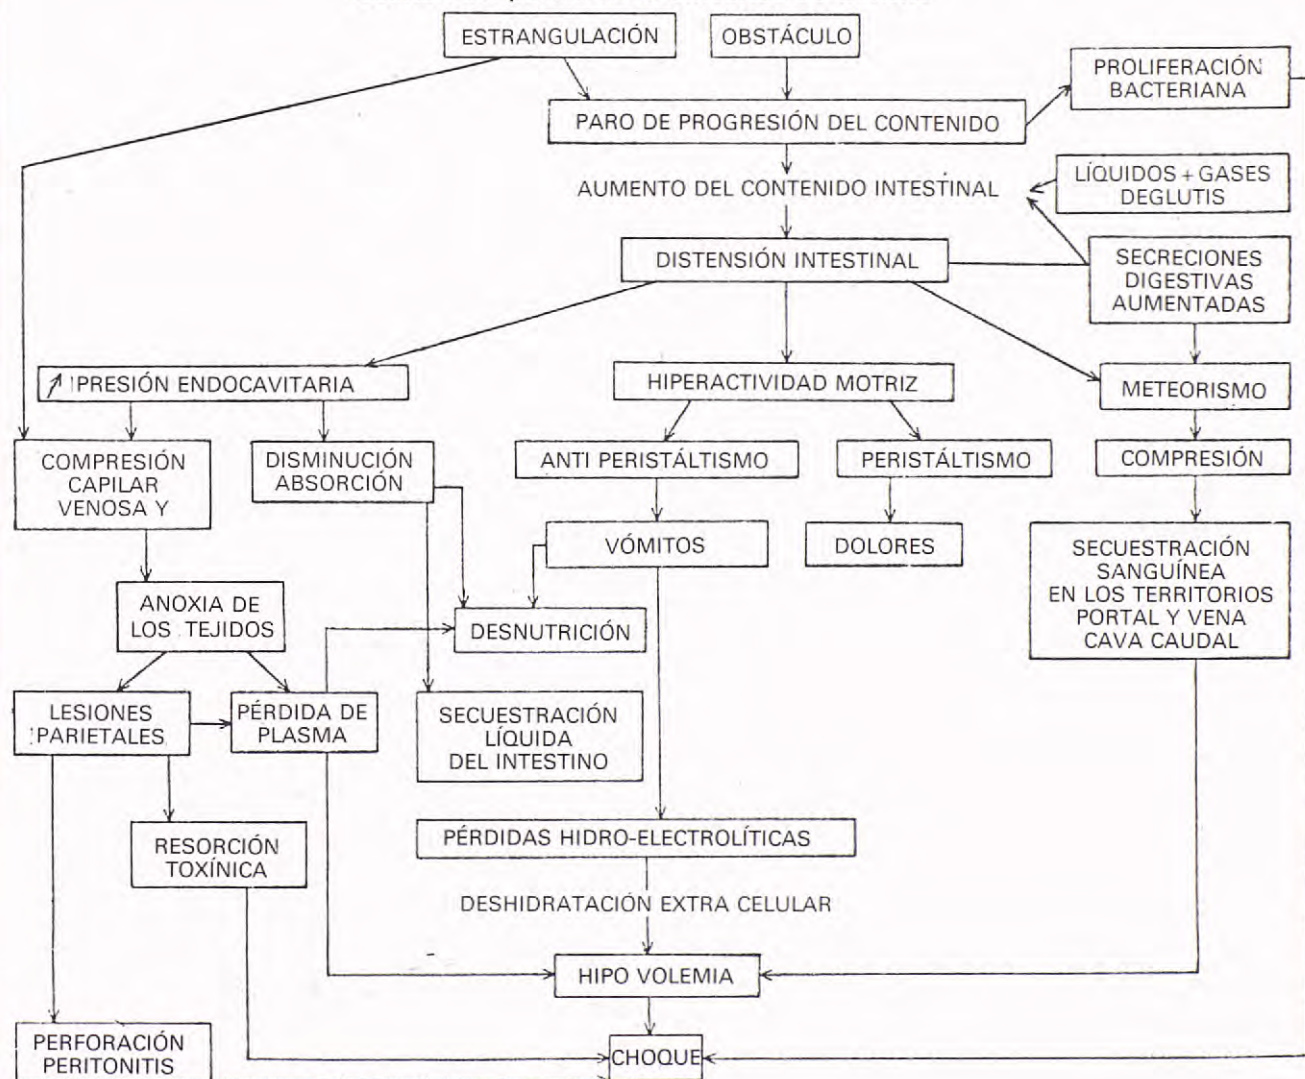 ESTRANGULACIÓN
OBSTÁCULO
PROLIFERACIÓN
BACTERIANA
PARO DE PROGRESIÓN DEL CONTENIDO
AUMENTO DEL CONTENIDO INTESTINAL
LÍQUIDOS + GASES
DEGLUTIS
DISTENSIÓN INTESTINAL
SECRECIONES
DIGESTIVAS
AUMENTADAS
PRESIÓN ENDOCAVITARIA
HIPERACTIVIDAD MOTRIZ
METEORISMO
COMPRESIÓN
CAPILAR
VENOSA Y
DISMINUCIÓN
ABSORCIÓN
ANTI PERISTÁLTISMO
PERISTÁLTISMO
COMPRESIÓN
VÓMITOS
DOLORES
SECUESTRACIÓN
SANGUÍNEA
EN LOS TERRITORIOS
PORTAL Y VENA
CAVA CAUDAL
ANOXIA DE
LOS TEJIDOS
DESNUTRICIÓN
LESIONES
PARIETALES
PÉRDIDA DE
PLASMA
SECUESTRACIÓN
LÍQUIDA
DEL INTESTINO
RESORCIÓN
TOXÍNICA
PÉRDIDAS HIDRO-ELECTROLÍTICAS
DESHIDRATACIÓN EXTRA CELULAR
HIPO VOLEMIA
PERFORACIÓN
PERITONITIS
CHOQUE